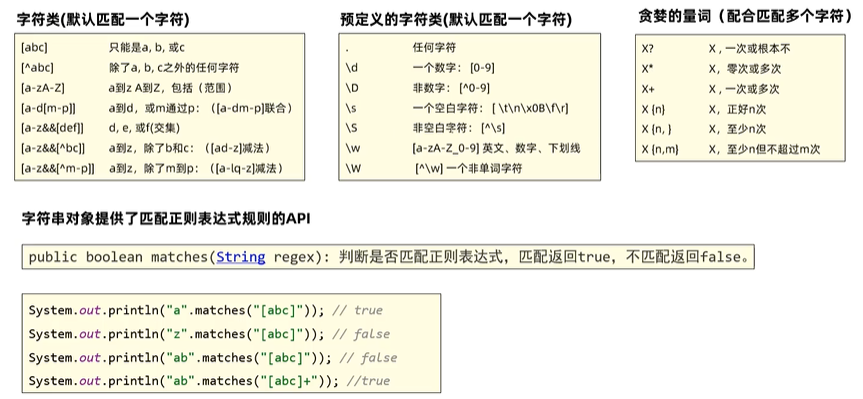 字符类(默认匹配一个字符)
[abc] 只能是a, b, 或c
[^abc] 除了a, b, c之外的任何字符
[a-zA-Z] a到z A到Z，包括（范围）
[a-d[m-p]] a到d，或m通过p：（[a-dm-p]联合）
[a-z&&[def]] d, e, 或f(交集)
[a-z&&[^bc]] a到z，除了b和c：（[ad-z]减法）
[a-z&&[^m-p]] a到z，除了m到p：（[a-lq-z]减法）
预定义的字符类(默认匹配一个字符)
. 任何字符
\d 一个数字： [0-9]
\D 非数字： [^0-9]
\s 一个空白字符： [ \t\n\x0B\f\r]
\S 非空白字符： [^\s]
\w [a-zA-Z_0-9] 英文、数字、下划线
\W [^\w] 一个非单词字符
贪婪的量词（配合匹配多个字符）
X? X , 一次或根本不
X* X，零次或多次
X+ X , 一次或多次
X {n} X，正好n次
X {n, } X，至少n次
X {n,m} X，至少n但不超过m次
字符串对象提供了匹配正则表达式规则的API
public boolean matches(String regex): 判断是否匹配正则表达式，匹配返回true，不匹配返回false。
System.out.println("a".matches("[abc]")); // true
System.out.println("z".matches("[abc]")); // false
System.out.println("ab".matches("[abc]")); // false
System.out.println("ab".matches("[abc]+")); //true